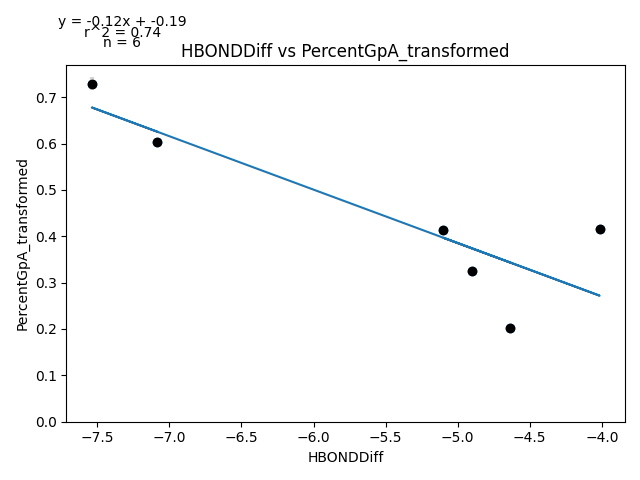 y = -0.12x + -0.19
r^2 = 0.74
n = 6
HBONDDiff vs PercentGpA_transformed
PercentGpA_transformed
0.7
0.6
0.5
0.4
0.3
0.2
0.1
0.0
−7.5 −7.0 −6.5 −6.0 −5.5 −5.0 −4.5 −4.0
HBONDDiff